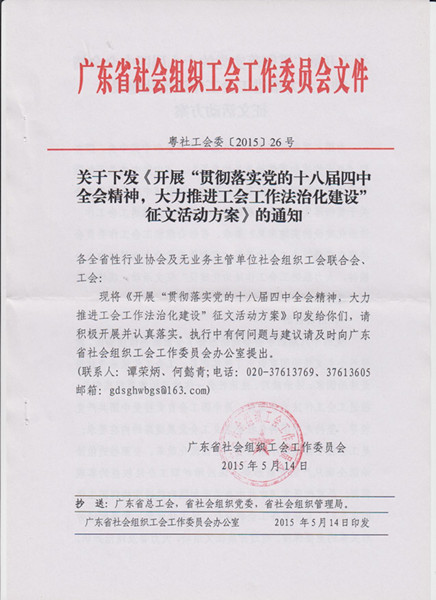 广东省社会组织工会工作委员会文件
粤社工会委〔2015〕26号
关于下发《开展“贯彻落实党的十八届四中
全会精神，大力推进工会工作法治化建设”
征文活动方案》的通知
各全省性行业协会及无业务主管单位社会组织工会联合会、
工会：
现将《开展“贯彻落实党的十八届四中全会精神，大力
推进工会工作法治化建设”征文活动方案》印发给你们，请
积极开展并认真落实。执行中有何问题与建议请及时向广东
省社会组织工会工作委员会办公室提出。
(联系人：谭荣炳、何懿青;电话：020-37613769、37613605
邮箱：gdsghwbgs@163.com)
广东省社会组织工会工作委员会
2015年5月14日
抄 送：广东省总工会，省社会组织党委，省社会组织管理局。
广东省社会组织工会工作委员会办公室 2015 年5月14日印发